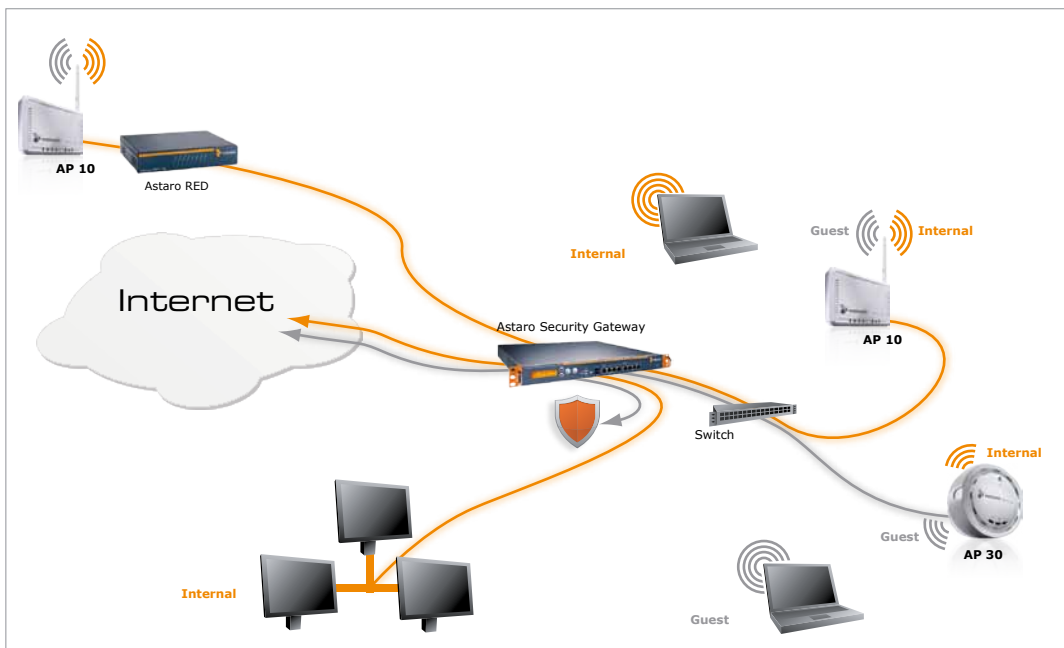 AP 10
Astaro RED
Internal
Guest
Internal
Internet
Astaro Security Gateway
AP 10
Switch
Internal
Guest
AP 30
Internal
Guest